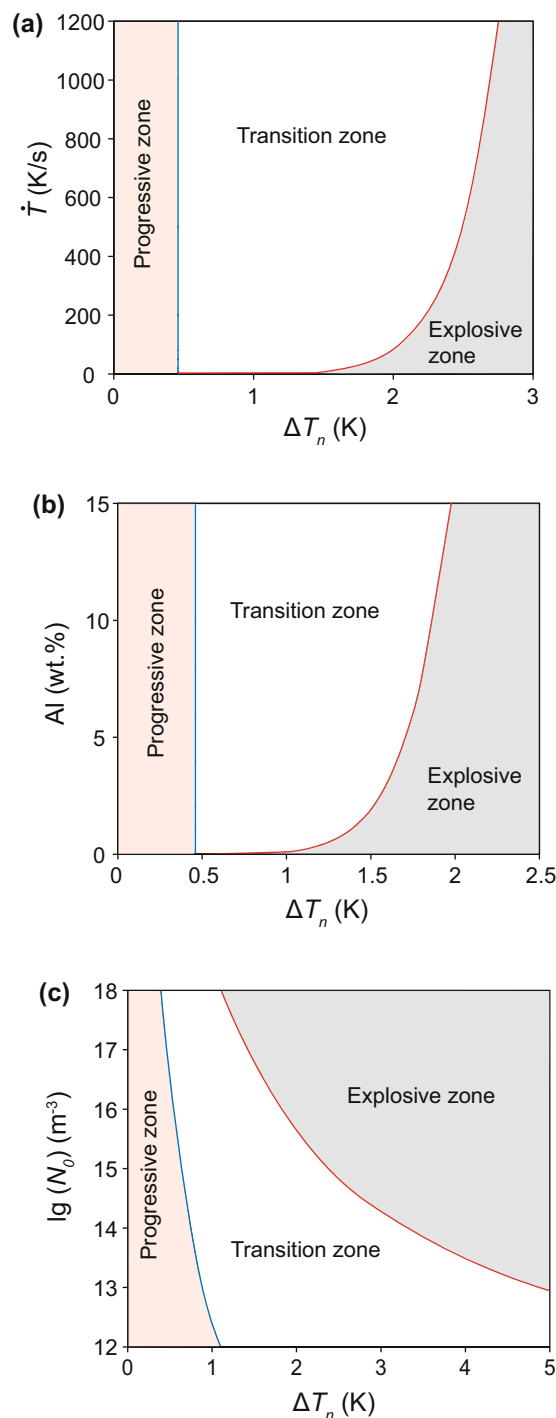 (a)
1200
1000
800
600
400
200
0
Ṫ (K/s)
Progressive zone
Transition zone
Explosive
zone
0
1
2
3
ΔTₙ (K)
(b)
15
10
5
0
Al (wt.%)
Progressive zone
Transition zone
Explosive
zone
0
0.5
1
1.5
2
2.5
ΔTₙ (K)
(c)
18
17
16
15
14
13
12
lg (N₀) (m⁻³)
Progressive zone
Explosive zone
Transition zone
0
1
2
3
4
5
ΔTₙ (K)